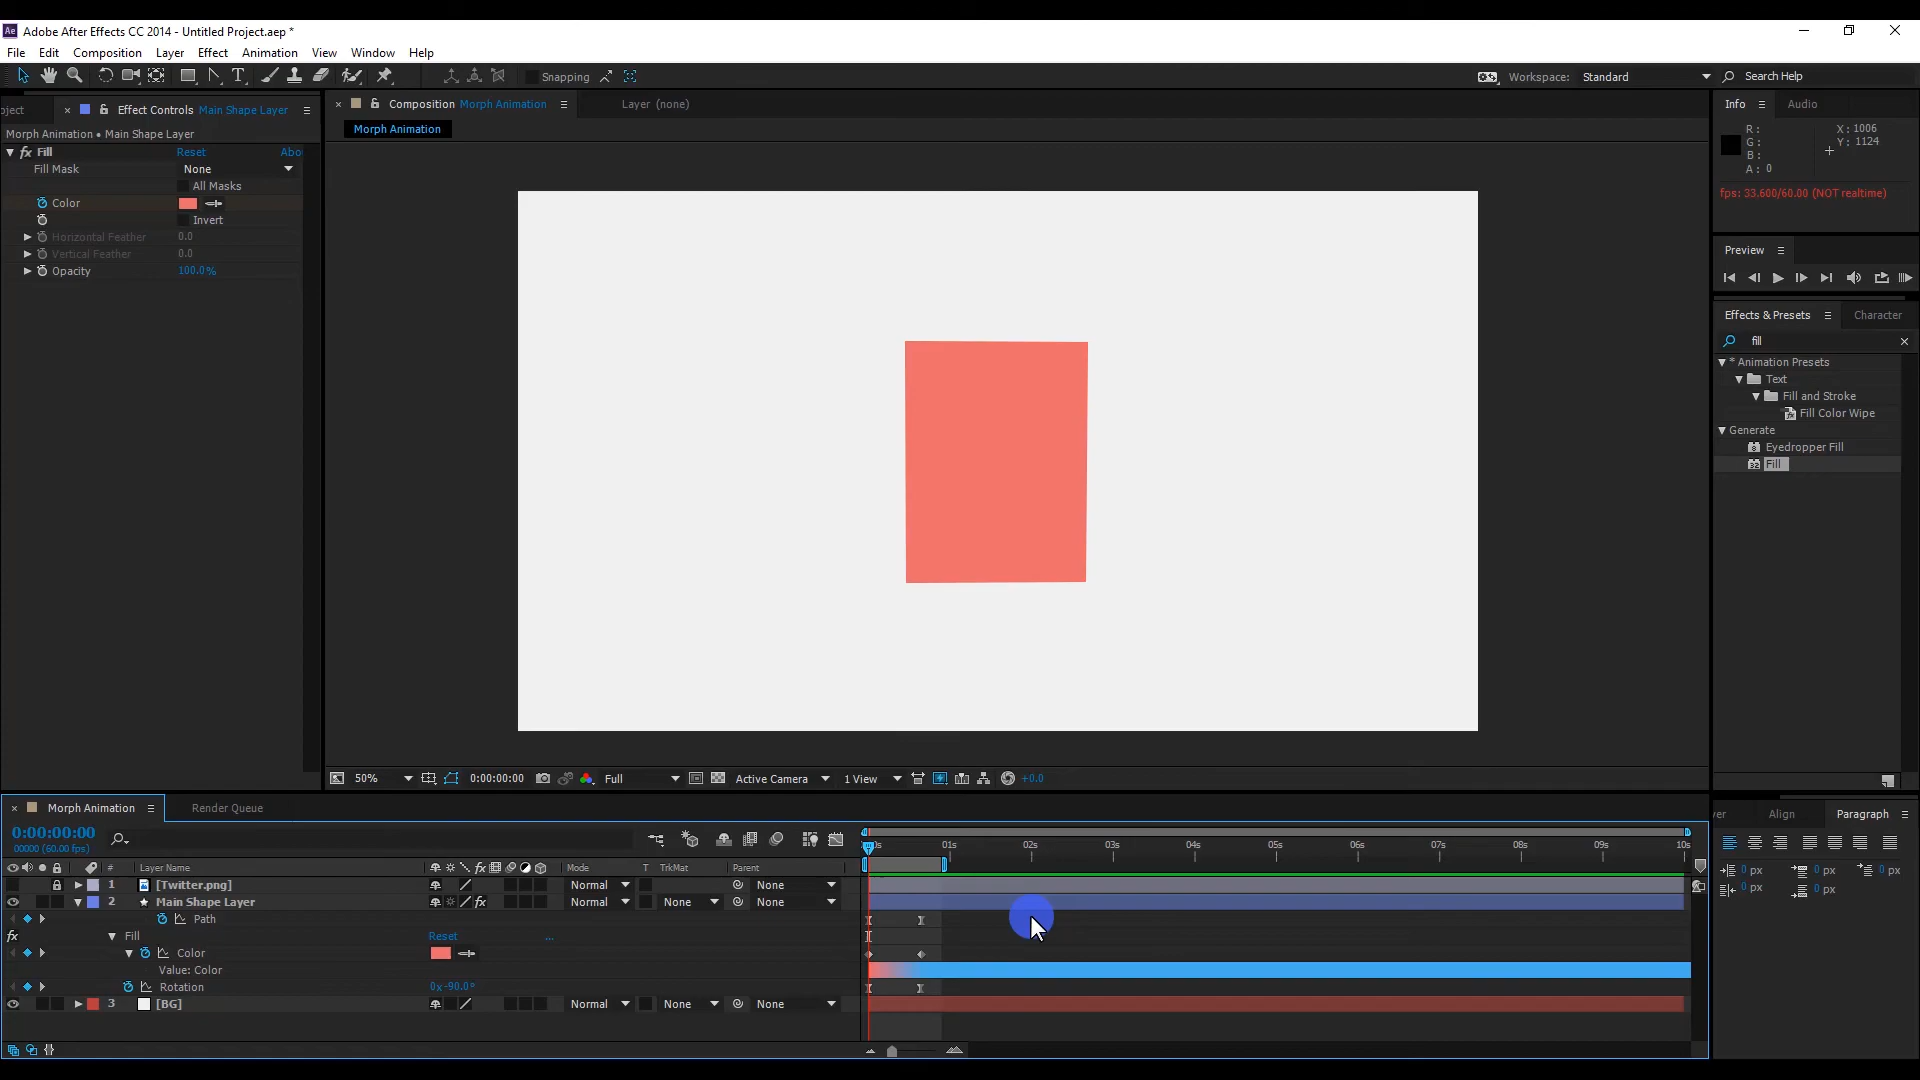 Adobe After Effects CC 2014 - Untitled Project.aep *
File Edit Composition Layer Effect Animation View Window Help
Snapping
Workspace: Standard
Search Help
oject
Effect Controls Main Shape Layer
Morph Animation • Main Shape Layer
fx Fill Reset Abo
Fill Mask None
All Masks
Color
Invert
Horizontal Feather 0.0
Vertical Feather 0.0
Opacity 100.0%
Composition Morph Animation
Layer (none)
Morph Animation
50%
0:00:00:00
Full
Active Camera
1 View
+0.0
Info Audio
R:
G:
B:
A: 0
X: 1006
Y: 1124
fps: 33.600/60.00 (NOT realtime)
Preview
Effects & Presets Character
fill
* Animation Presets
Text
Fill and Stroke
Fill Color Wipe
Generate
Eyedropper Fill
Fill
Morph Animation
Render Queue
0:00:00:00
00000 (60.00 fps)
# Layer Name fx Mode T TrkMat Parent
1 [Twitter.png] Normal None
2 Main Shape Layer fx Normal None None
Path
fx Fill Reset ...
Color
Value: Color
Rotation 0x-90.0°
3 [BG] Normal None None
0s 01s 02s 03s 04s 05s 06s 07s 08s 09s 10s
yer Align Paragraph
0 px 0 px 0 px
0 px 0 px